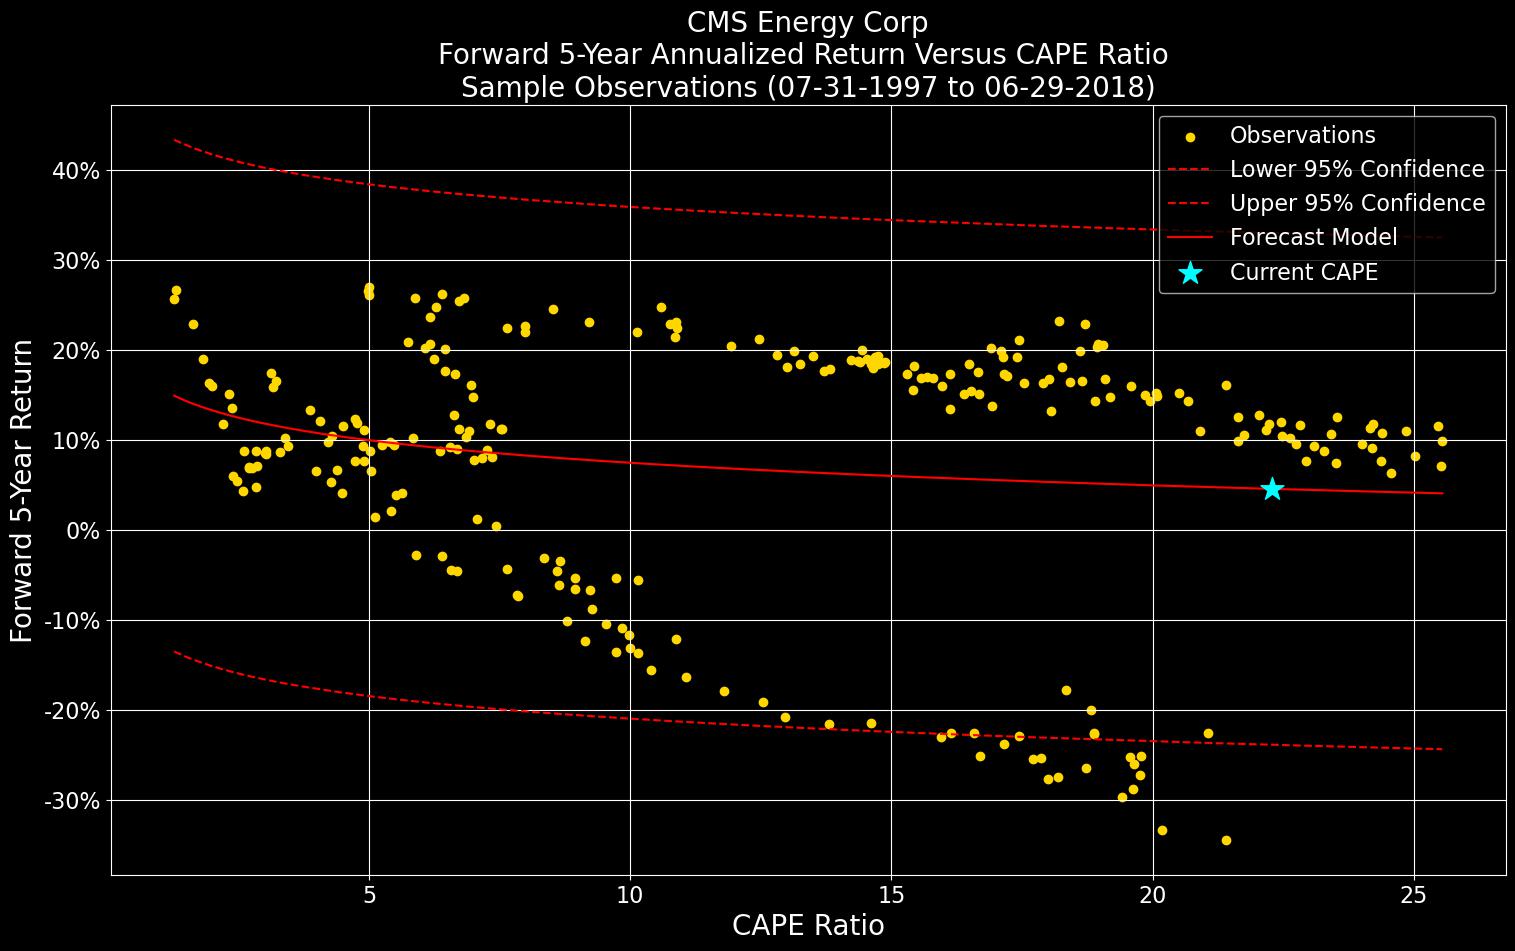 CMS Energy Corp
Forward 5-Year Annualized Return Versus CAPE Ratio
Sample Observations (07-31-1997 to 06-29-2018)
Observations
Lower 95% Confidence
Upper 95% Confidence
Forecast Model
Current CAPE
Forward 5-Year Return
40%
30%
20%
10%
0%
-10%
-20%
-30%
5
10
15
20
25
CAPE Ratio